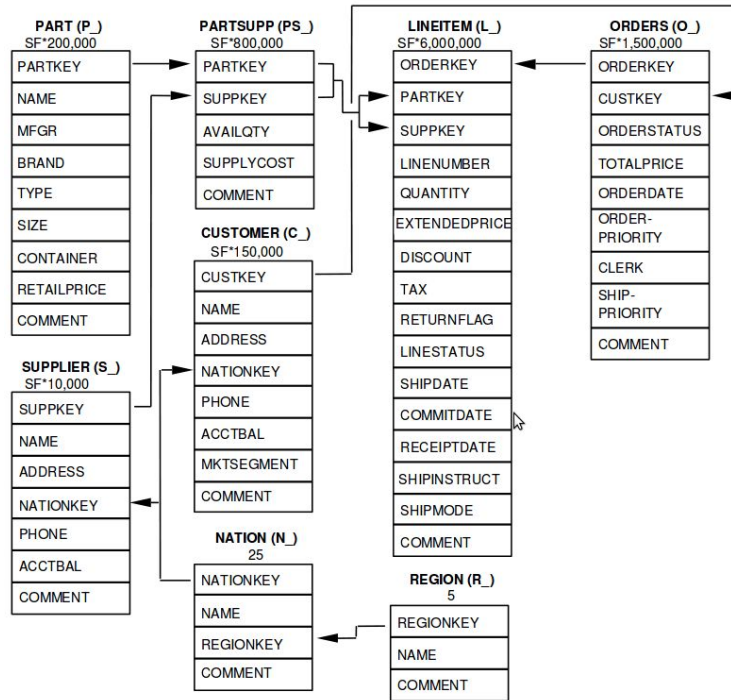 PART (P_)
SF*200,000
PARTKEY
NAME
MFGR
BRAND
TYPE
SIZE
CONTAINER
RETAILPRICE
COMMENT
SUPPLIER (S_)
SF*10,000
SUPPKEY
NAME
ADDRESS
NATIONKEY
PHONE
ACCTBAL
COMMENT
PARTSUPP (PS_)
SF*800,000
PARTKEY
SUPPKEY
AVAILQTY
SUPPLYCOST
COMMENT
CUSTOMER (C_)
SF*150,000
CUSTKEY
NAME
ADDRESS
NATIONKEY
PHONE
ACCTBAL
MKTSEGMENT
COMMENT
NATION (N_)
25
NATIONKEY
NAME
REGIONKEY
COMMENT
LINEITEM (L_)
SF*6,000,000
ORDERKEY
PARTKEY
SUPPKEY
LINENUMBER
QUANTITY
EXTENDEDPRICE
DISCOUNT
TAX
RETURNFLAG
LINESTATUS
SHIPDATE
COMMITDATE
RECEIPTDATE
SHIPINSTRUCT
SHIPMODE
COMMENT
REGION (R_)
5
REGIONKEY
NAME
COMMENT
ORDERS (O_)
SF*1,500,000
ORDERKEY
CUSTKEY
ORDERSTATUS
TOTALPRICE
ORDERDATE
ORDER-
PRIORITY
CLERK
SHIP-
PRIORITY
COMMENT